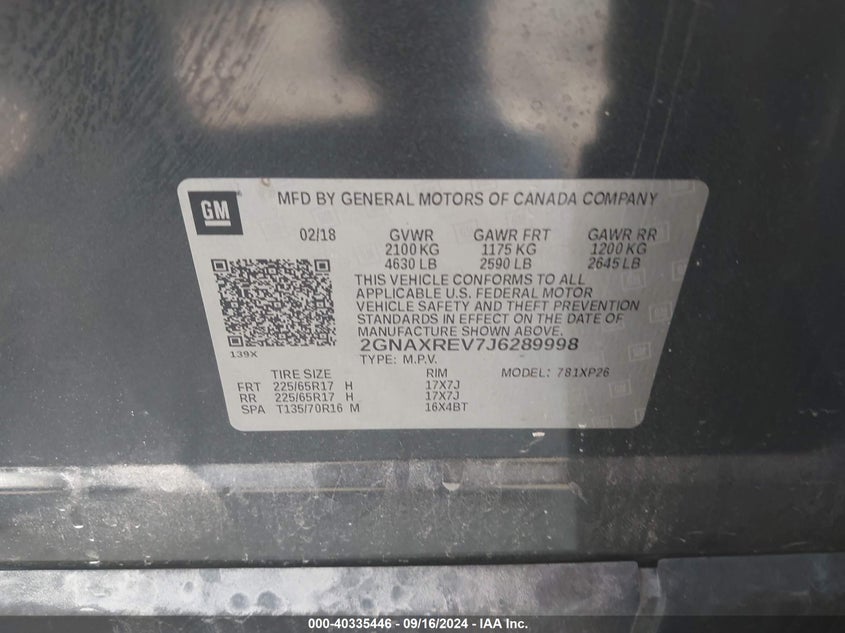 GM
MFD BY GENERAL MOTORS OF CANADA COMPANY
02/18 GVWR GAWR FRT GAWR RR
2100 KG 1175 KG 1200 KG
4630 LB 2590 LB 2645 LB
THIS VEHICLE CONFORMS TO ALL
APPLICABLE U.S. FEDERAL MOTOR
VEHICLE SAFETY AND THEFT PREVENTION
STANDARDS IN EFFECT ON THE DATE OF
MANUFACTURE SHOWN ABOVE.
139X
2GNAXREV7J6289998
TYPE: M.P.V.
TIRE SIZE RIM MODEL: 781XP26
FRT 225/65R17 H 17X7J
RR 225/65R17 H 17X7J
SPA T135/70R16 M 16X4BT
000-40335446 - 09/16/2024 - IAA, Inc.